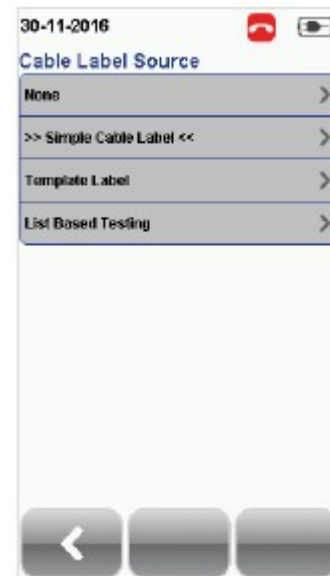 30-11-2016
Cable Label Source
None
>> Simple Cable Label <<
Template Label
List Based Testing